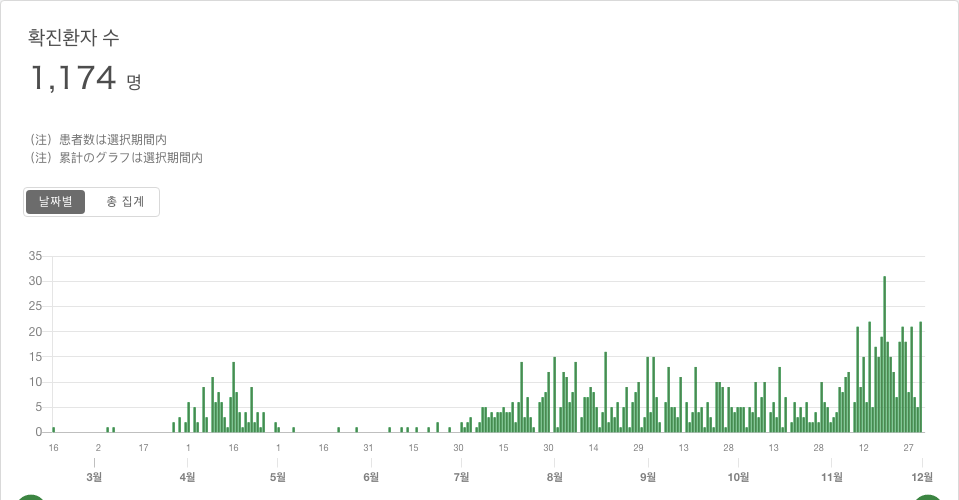 확진환자 수
1,174 명
（注）患者数は選択期間内
（注）累計のグラフは選択期間内
날짜별 총 집계
35
30
25
20
15
10
5
0
16 2 17 1 16 1 16 31 15 30 15 30 14 29 13 28 13 28 12 27
3월 4월 5월 6월 7월 8월 9월 10월 11월 12월